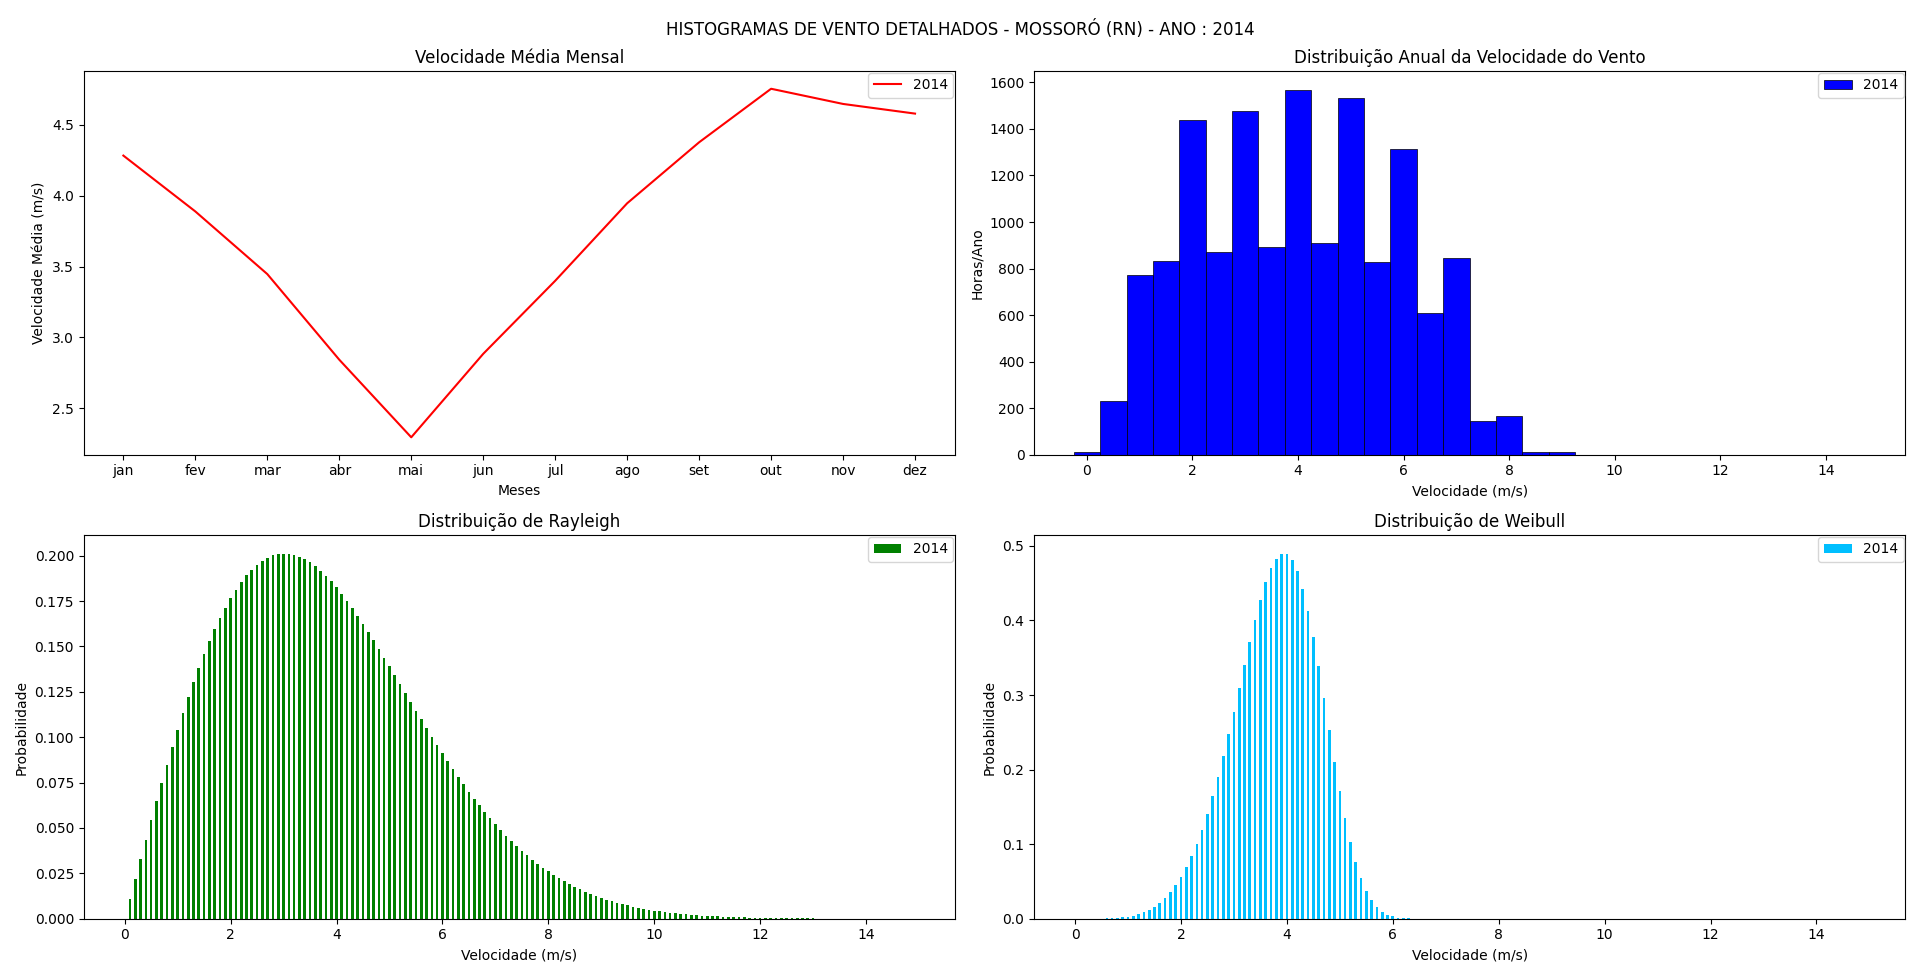 HISTOGRAMAS DE VENTO DETALHADOS - MOSSORÓ (RN) - ANO : 2014
Velocidade Média Mensal
2014
4.5
4.0
3.5
3.0
2.5
Velocidade Média (m/s)
jan fev mar abr mai jun jul ago set out nov dez
Meses
Distribuição Anual da Velocidade do Vento
2014
1600
1400
1200
1000
800
600
400
200
0
Horas/Ano
0 2 4 6 8 10 12 14
Velocidade (m/s)
Distribuição de Rayleigh
2014
0.200
0.175
0.150
0.125
0.100
0.075
0.050
0.025
0.000
Probabilidade
0 2 4 6 8 10 12 14
Velocidade (m/s)
Distribuição de Weibull
2014
0.5
0.4
0.3
0.2
0.1
0.0
Probabilidade
0 2 4 6 8 10 12 14
Velocidade (m/s)